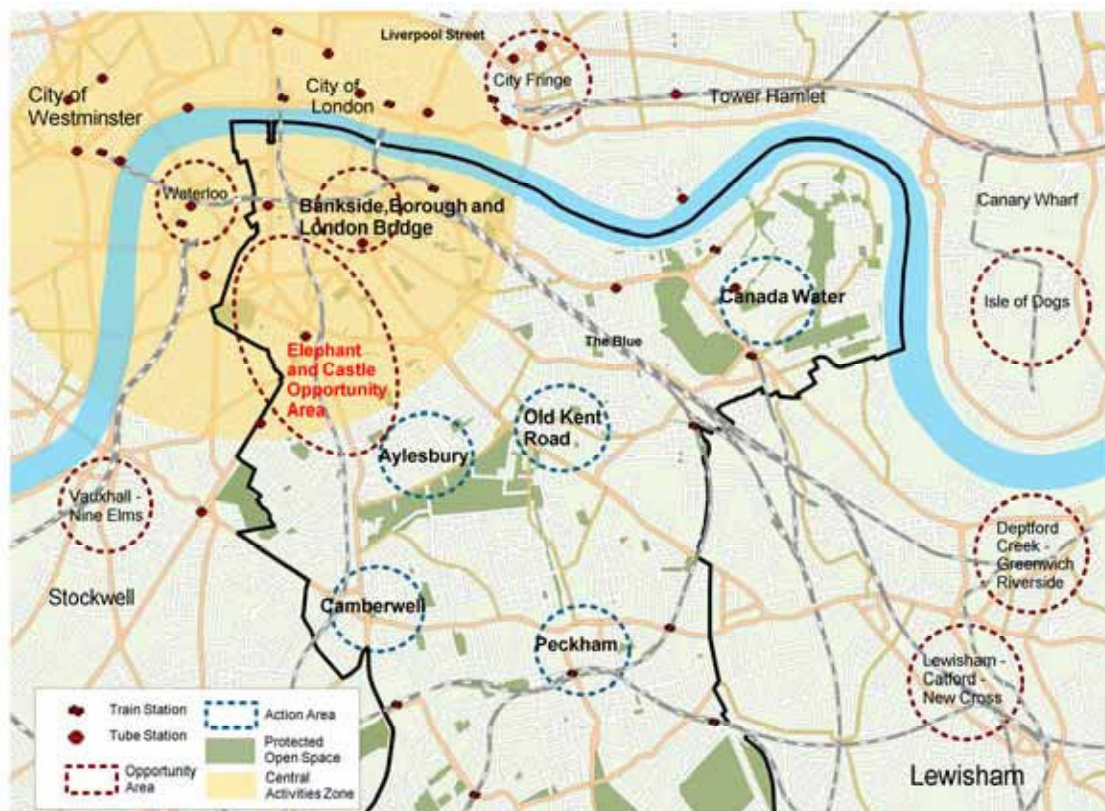 Liverpool Street
City Fringe
City of
London
City of
Westminster
Tower Hamlet
Waterloo
Bankside,Borough and
London Bridge
Canary Wharf
Isle of Dogs
Canada Water
The Blue
Elephant
and Castle
Opportunity
Area
Old Kent
Road
Aylesbury
Vauxhall -
Nine Elms
Deptford
Creek -
Greenwich
Riverside
Stockwell
Camberwell
Peckham
Lewisham -
Catford -
New Cross
Lewisham
Train Station
Tube Station
Opportunity
Area
Action Area
Protected
Open Space
Central
Activities Zone